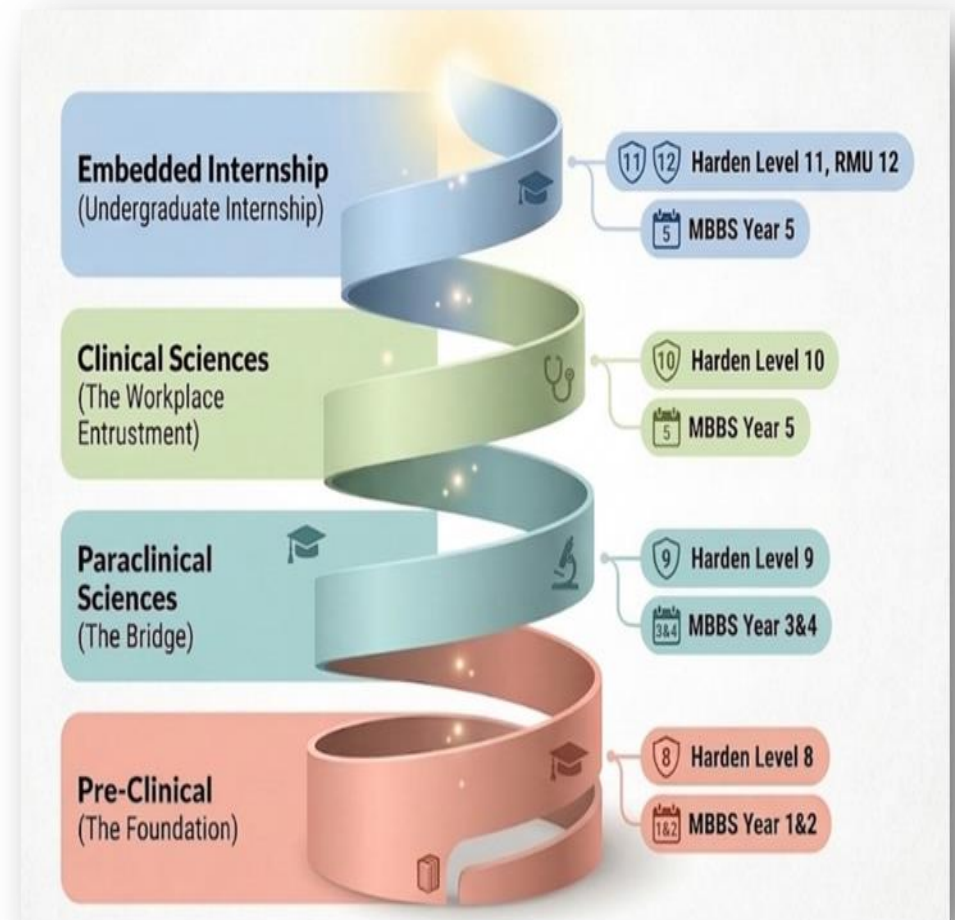 Embedded Internship
(Undergraduate Internship)
11 12 Harden Level 11, RMU 12
5 MBBS Year 5
Clinical Sciences
(The Workplace
Entrustment)
10 Harden Level 10
5 MBBS Year 5
Paraclinical
Sciences
(The Bridge)
9 Harden Level 9
3&4 MBBS Year 3&4
Pre-Clinical
(The Foundation)
8 Harden Level 8
1&2 MBBS Year 1&2